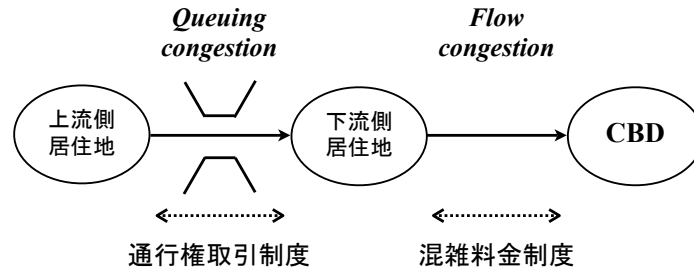 Queuing
congestion
Flow
congestion
上流側
居住地
下流側
居住地
CBD
通行権取引制度
混雑料金制度